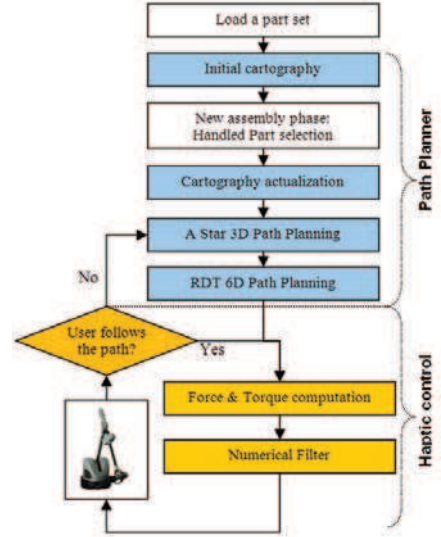 Load a part set
Initial cartography
New assembly phase:
Handled Part selection
Cartography actualization
A Star 3D Path Planning
RDT 6D Path Planning
Path Planner
No
User follows
the path?
Yes
Force & Torque computation
Numerical Filter
Haptic control